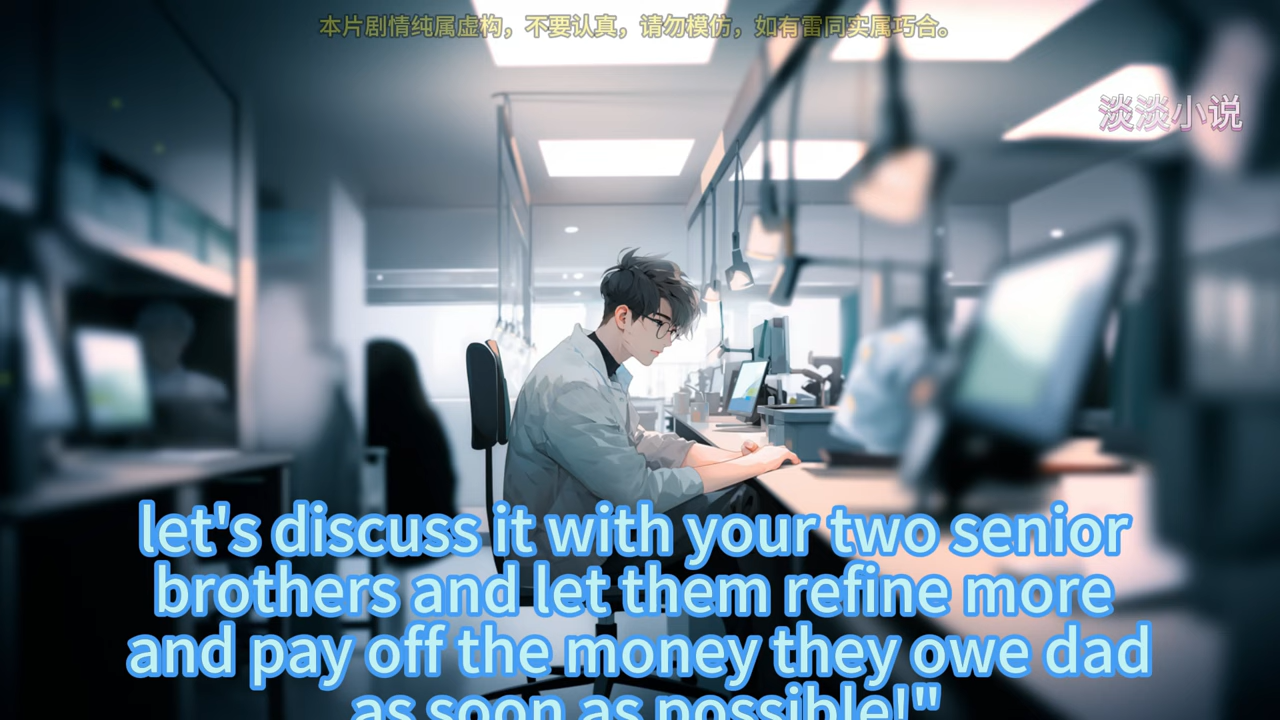 本片剧情纯属虚构，不要认真，请勿模仿，如有雷同实属巧合。
淡淡小说
let's discuss it with your two senior
brothers and let them refine more
and pay off the money they owe dad
as soon as possible!"